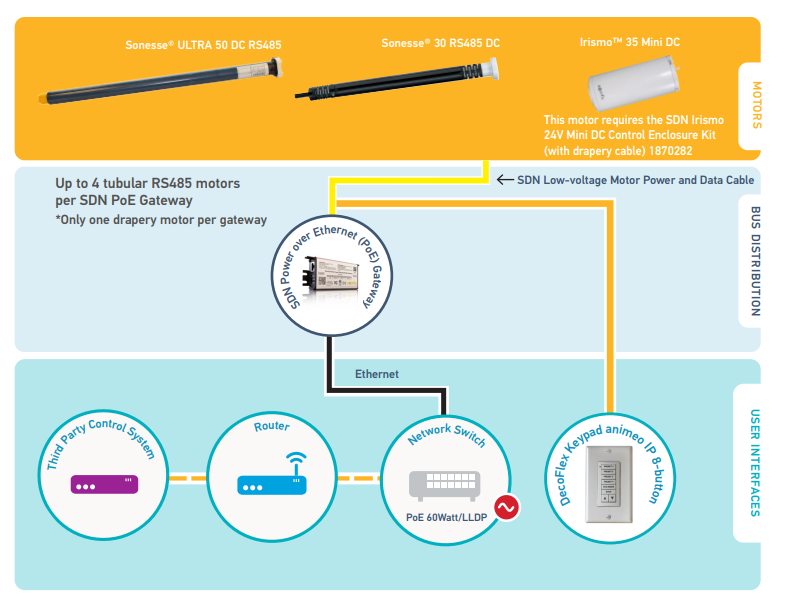 Sonesse® ULTRA 50 DC RS485
Sonesse® 30 RS485 DC
Irismo™ 35 Mini DC
This motor requires the SDN Irismo
24V Mini DC Control Enclosure Kit
(with drapery cable) 1870282
MOTORS
Up to 4 tubular RS485 motors
per SDN PoE Gateway
*Only one drapery motor per gateway
SDN Low-voltage Motor Power and Data Cable
SDN Power over Ethernet (PoE) Gateway
BUS DISTRIBUTION
Ethernet
Third Party Control System
Router
Network Switch
PoE 60Watt/LLDP
DecoFlex Keypad animeo IP 8-button
USER INTERFACES